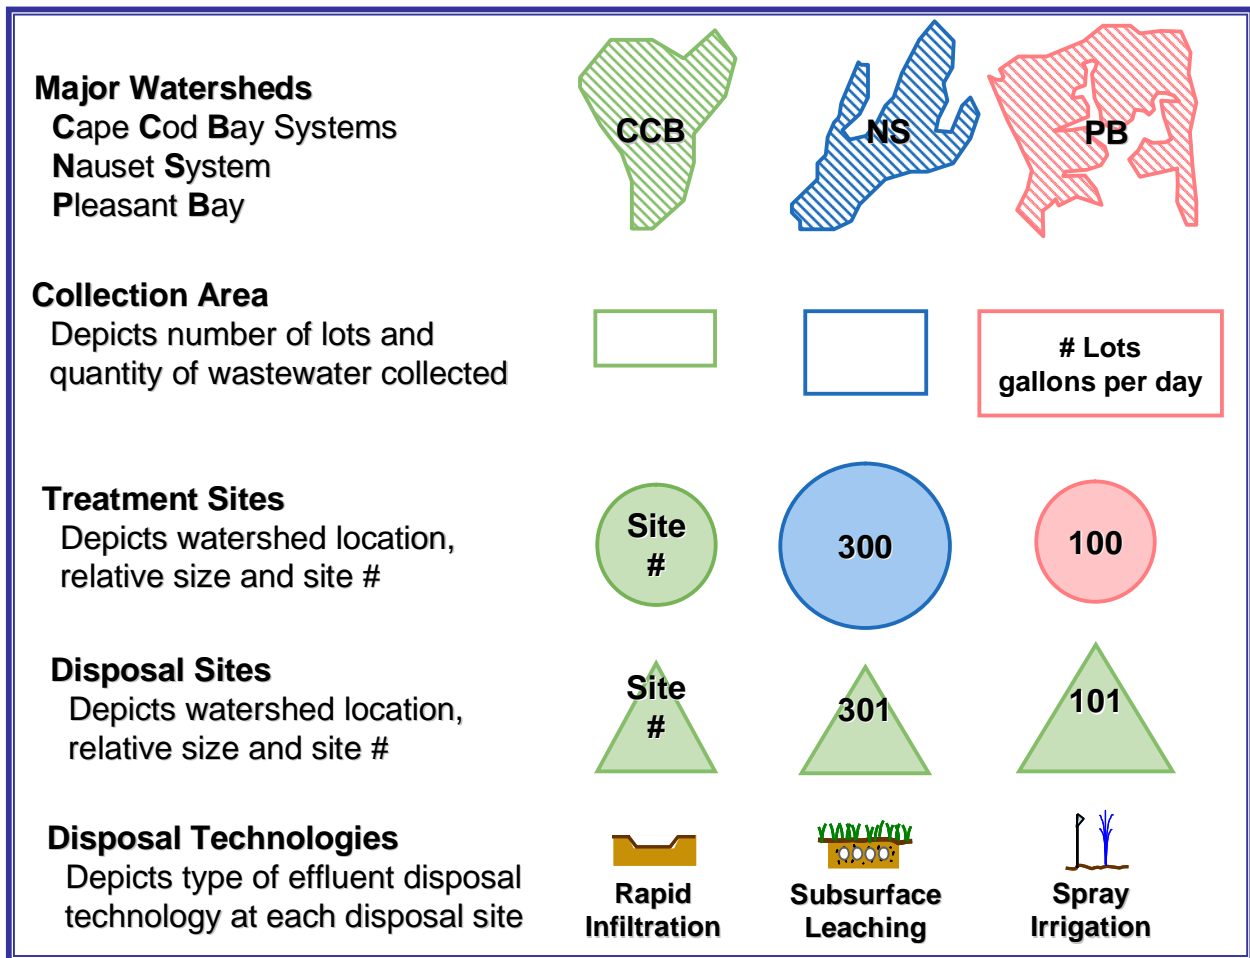 Major Watersheds
Cape Cod Bay Systems
Nauset System
Pleasant Bay
CCB
NS
PB
Collection Area
Depicts number of lots and
quantity of wastewater collected
# Lots
gallons per day
Treatment Sites
Depicts watershed location,
relative size and site #
Site
#
300
100
Disposal Sites
Depicts watershed location,
relative size and site #
Site
#
301
101
Disposal Technologies
Depicts type of effluent disposal
technology at each disposal site
Rapid
Infiltration
Subsurface
Leaching
Spray
Irrigation